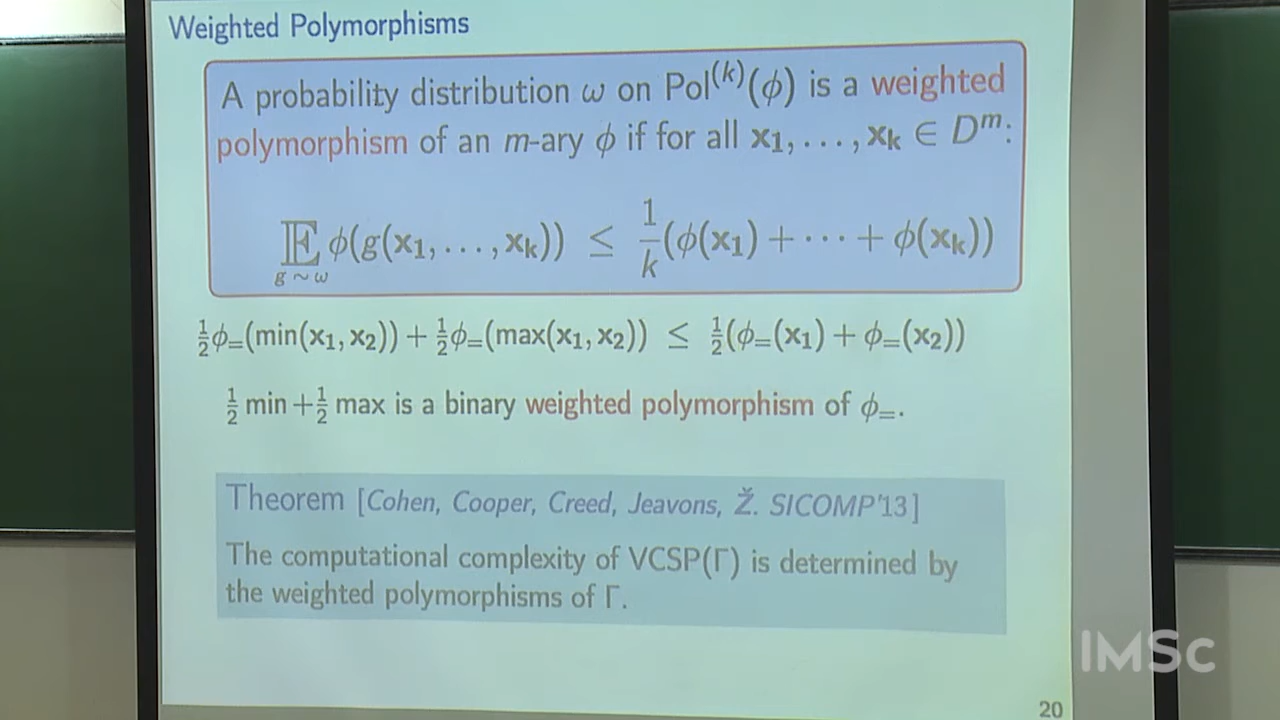 Weighted Polymorphisms
A probability distribution ω on Pol⁽ᵏ⁾(ϕ) is a weighted
polymorphism of an m-ary ϕ if for all x₁, . . . , xₖ ∈ Dᵐ:
𝔼_{g∼ω} ϕ(g(x₁, . . . , xₖ)) ≤ 1/k (ϕ(x₁) + ⋯ + ϕ(xₖ))
½ϕ₌(min(x₁, x₂)) + ½ϕ₌(max(x₁, x₂)) ≤ ½(ϕ₌(x₁) + ϕ₌(x₂))
½ min + ½ max is a binary weighted polymorphism of ϕ₌.
Theorem [Cohen, Cooper, Creed, Jeavons, Ž. SICOMP'13]
The computational complexity of VCSP(Γ) is determined by
the weighted polymorphisms of Γ.
IMSc
20